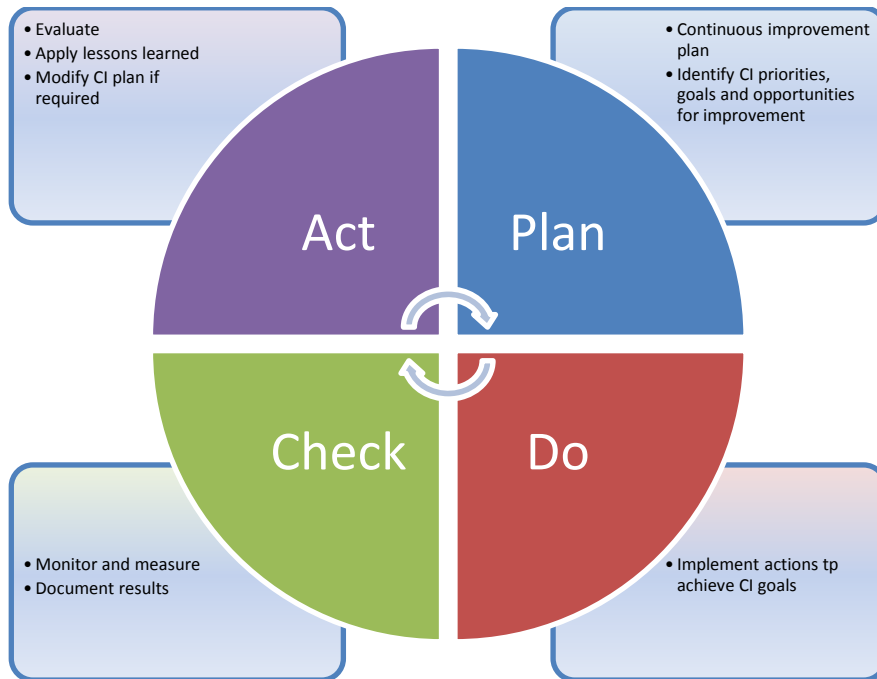 • Evaluate
• Apply lessons learned
• Modify CI plan if
required
• Continuous improvement
plan
• Identify CI priorities,
goals and opportunities
for improvement
Act
Plan
Check
Do
• Monitor and measure
• Document results
• Implement actions tp
achieve CI goals